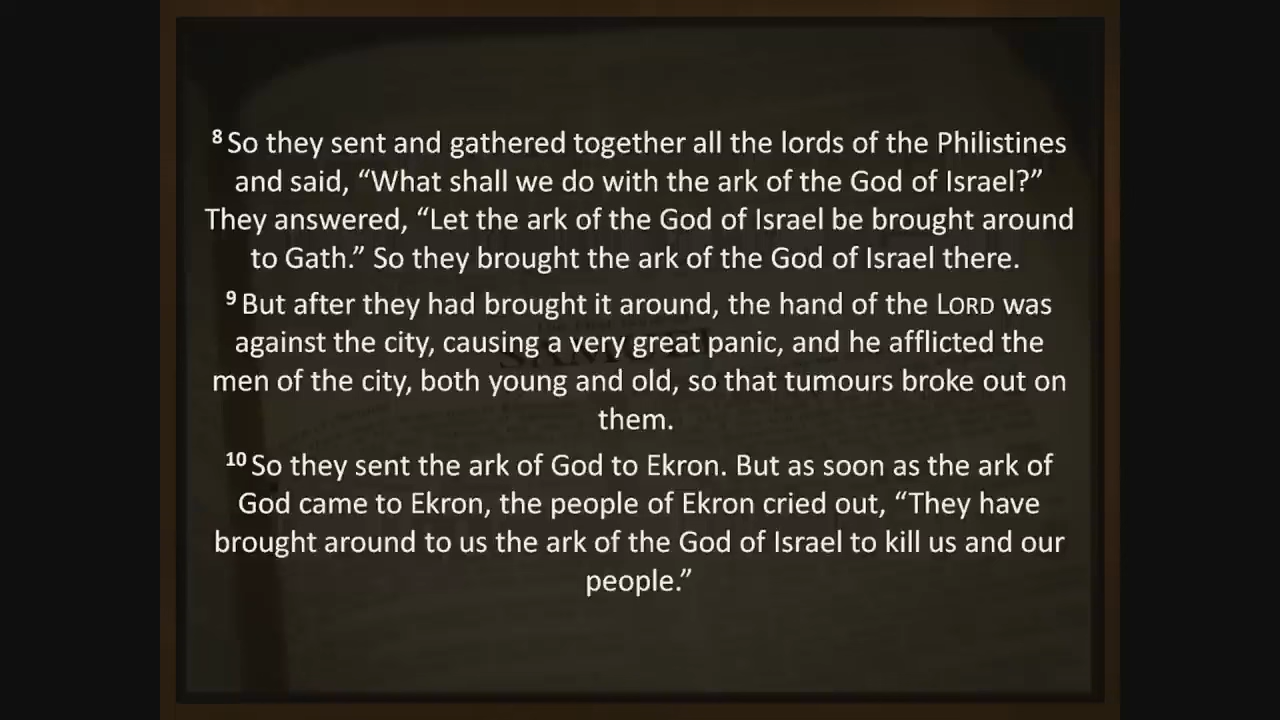 8 So they sent and gathered together all the lords of the Philistines
and said, “What shall we do with the ark of the God of Israel?”
They answered, “Let the ark of the God of Israel be brought around
to Gath.” So they brought the ark of the God of Israel there.
9 But after they had brought it around, the hand of the LORD was
against the city, causing a very great panic, and he afflicted the
men of the city, both young and old, so that tumours broke out on
them.
10 So they sent the ark of God to Ekron. But as soon as the ark of
God came to Ekron, the people of Ekron cried out, “They have
brought around to us the ark of the God of Israel to kill us and our
people.”
SAMUEL